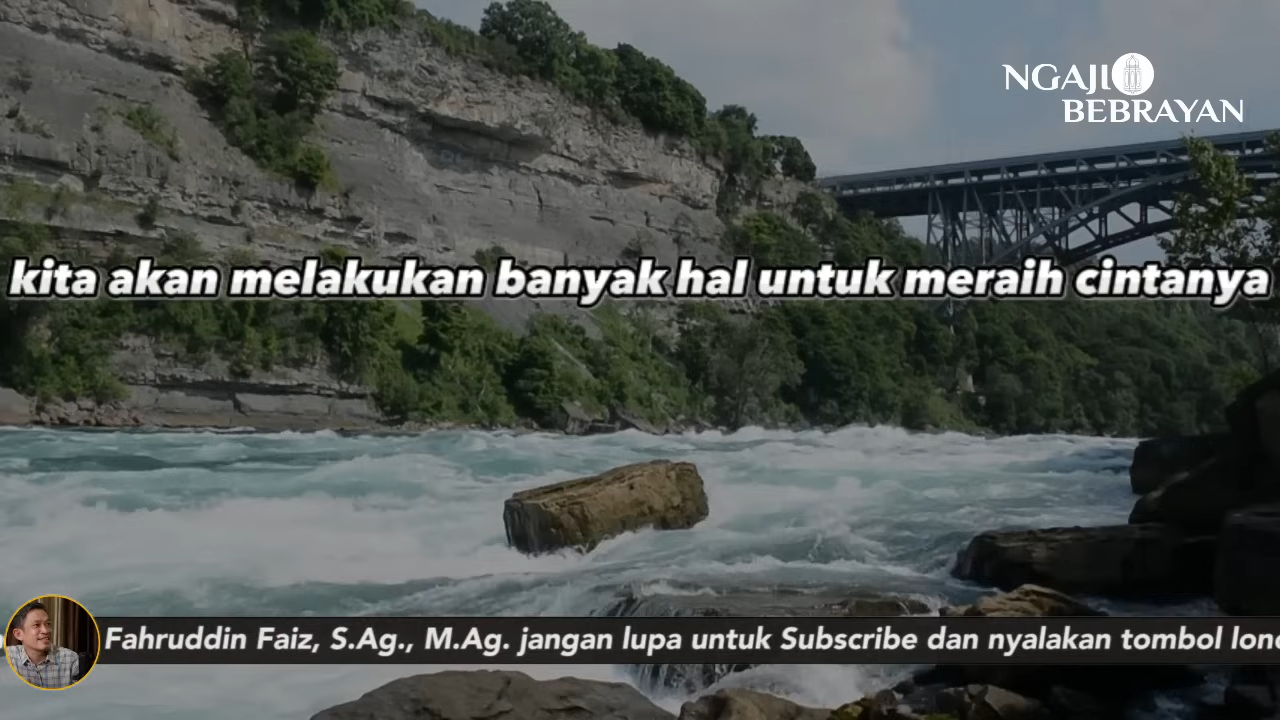 NGAJI
BEBRAYAN
kita akan melakukan banyak hal untuk meraih cintanya
Fahruddin Faiz, S.Ag., M.Ag. jangan lupa untuk Subscribe dan nyalakan tombol